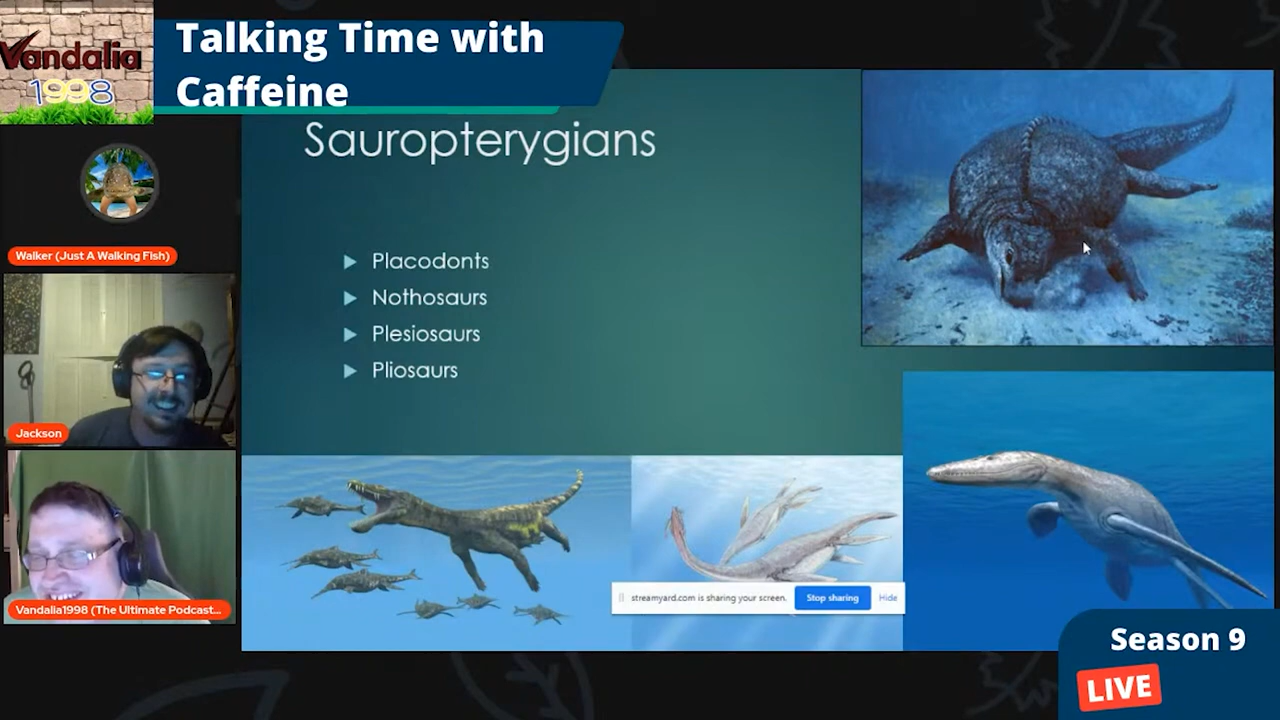 Vandalia
1998
Talking Time with
Caffeine
Walker (Just A Walking Fish)
Jackson
Vandalia1998 (The Ultimate Podcast...
Sauropterygians
Placodonts
Nothosaurs
Plesiosaurs
Pliosaurs
streamyard.com is sharing your screen.
Stop sharing
Hide
Season 9
LIVE